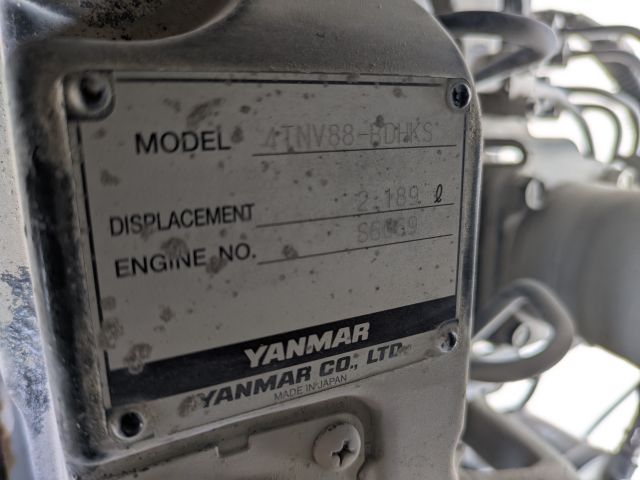 MODEL 4TNV88-BDHKS
DISPLACEMENT 2.189 ℓ
ENGINE NO.
YANMAR
YANMAR CO., LTD.
MADE IN JAPAN